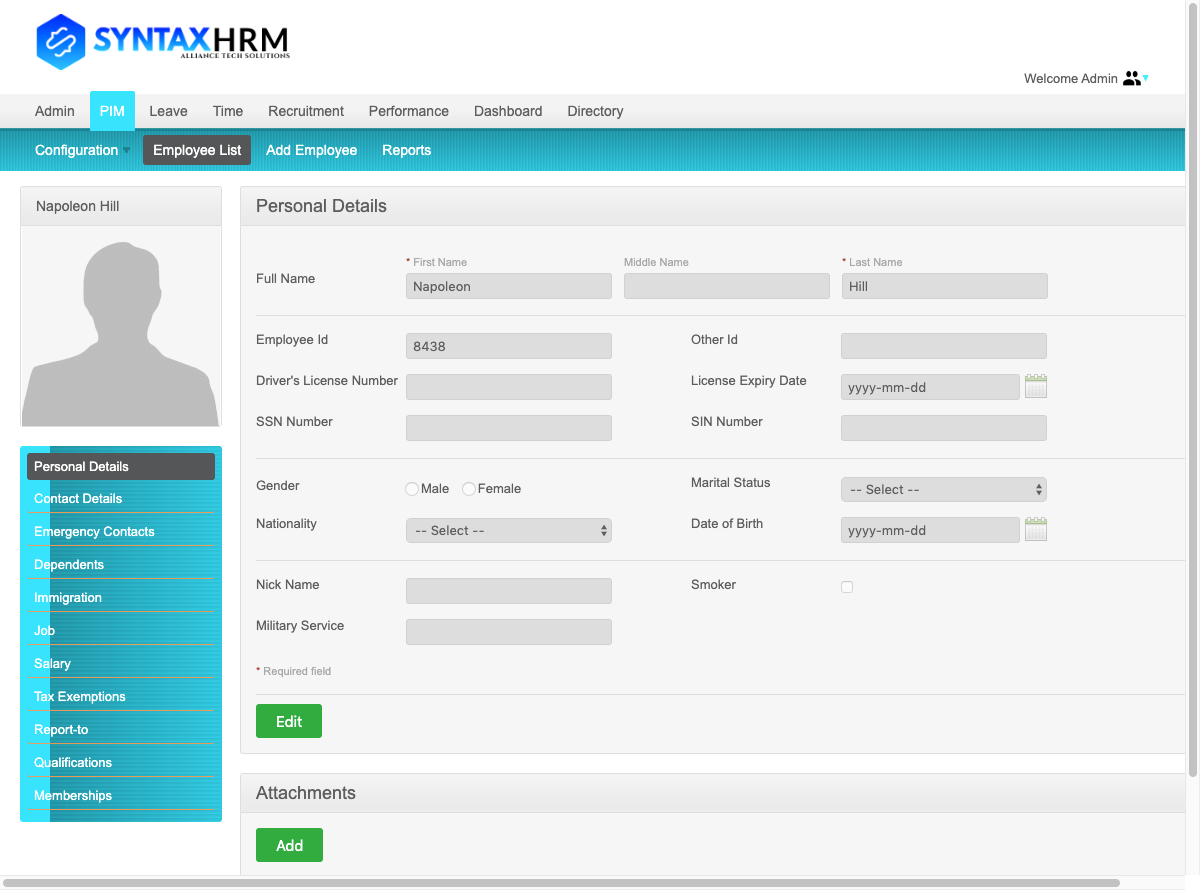 SYNTAXHRM
ALLIANCE TECH SOLUTIONS
Welcome Admin
Admin PIM Leave Time Recruitment Performance Dashboard Directory
Configuration Employee List Add Employee Reports
Napoleon Hill
Personal Details
Contact Details
Emergency Contacts
Dependents
Immigration
Job
Salary
Tax Exemptions
Report-to
Qualifications
Memberships
Personal Details
* First Name Middle Name * Last Name
Full Name Napoleon Hill
Employee Id 8438 Other Id
Driver's License Number License Expiry Date yyyy-mm-dd
SSN Number SIN Number
Gender Male Female Marital Status -- Select --
Nationality -- Select -- Date of Birth yyyy-mm-dd
Nick Name Smoker
Military Service
* Required field
Edit
Attachments
Add